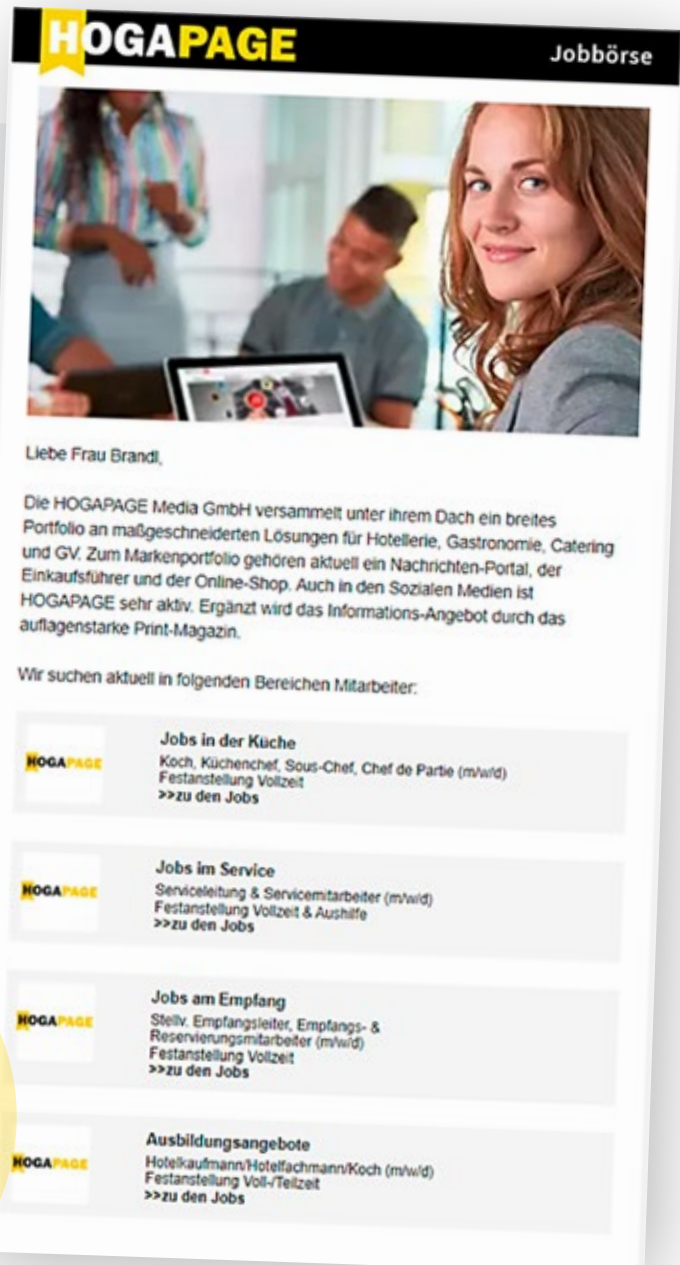 HOGAPAGE
Jobbörse
Liebe Frau Brandl,
Die HOGAPAGE Media GmbH versammelt unter ihrem Dach ein breites
Portfolio an maßgeschneiderten Lösungen für Hotellerie, Gastronomie, Catering
und GV. Zum Markenportfolio gehören aktuell ein Nachrichten-Portal, der
Einkaufsführer und der Online-Shop. Auch in den Sozialen Medien ist
HOGAPAGE sehr aktiv. Ergänzt wird das Informations-Angebot durch das
auflagenstarke Print-Magazin.
Wir suchen aktuell in folgenden Bereichen Mitarbeiter:
HOGAPAGE
Jobs in der Küche
Koch, Küchenchef, Sous-Chef, Chef de Partie (m/w/d)
Festanstellung Vollzeit
>>zu den Jobs
HOGAPAGE
Jobs im Service
Serviceleitung & Servicemitarbeiter (m/w/d)
Festanstellung Vollzeit & Aushilfe
>>zu den Jobs
HOGAPAGE
Jobs am Empfang
Stellv. Empfangsleiter, Empfangs- &
Reservierungsmitarbeiter (m/w/d)
Festanstellung Vollzeit
>>zu den Jobs
HOGAPAGE
Ausbildungsangebote
Hotelkaufmann/Hotelfachmann/Koch (m/w/d)
Festanstellung Voll-/Teilzeit
>>zu den Jobs